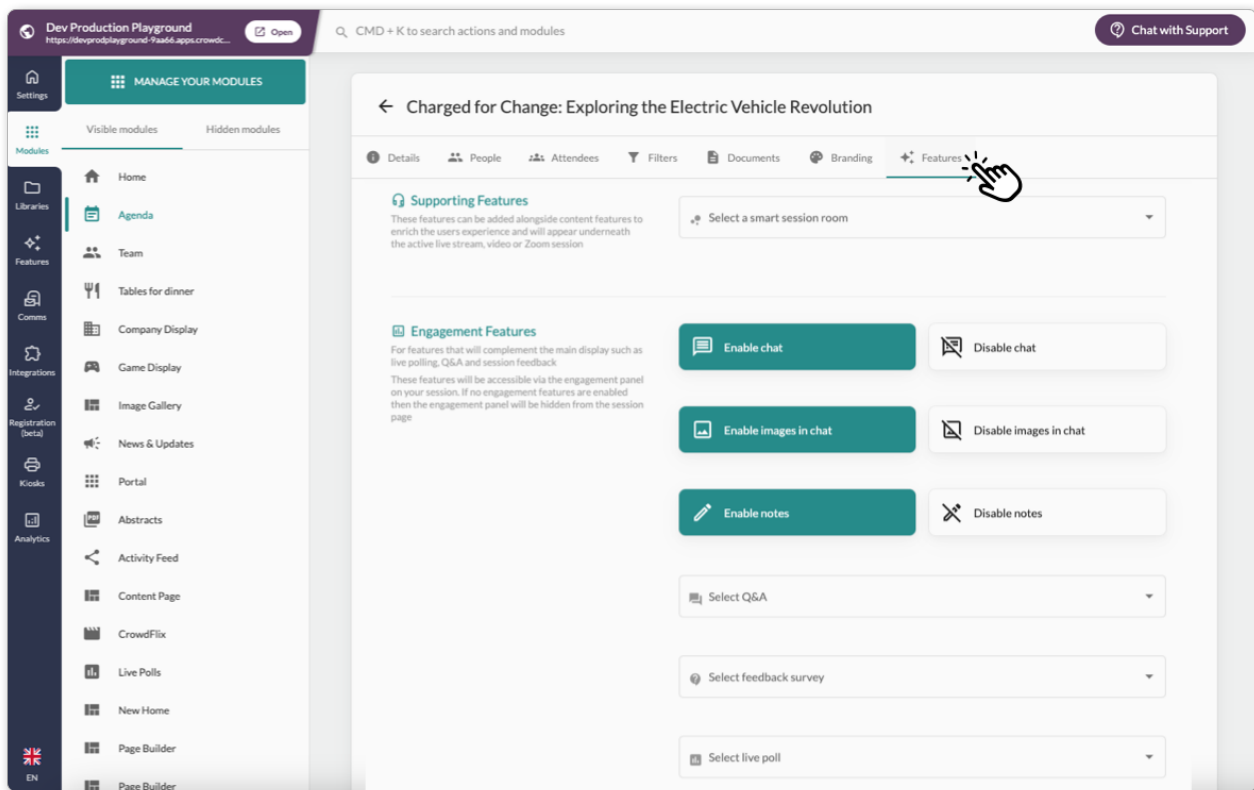 Dev Production Playground
https://devprodplayground-9aa66.apps.crowdc...
Open
CMD + K to search actions and modules
Chat with Support
Settings
Modules
Libraries
Features
Comms
Integrations
Registration
(beta)
Kiosks
Analytics
EN
MANAGE YOUR MODULES
Visible modules
Hidden modules
Home
Agenda
Team
Tables for dinner
Company Display
Game Display
Image Gallery
News & Updates
Portal
PDF
Abstracts
Activity Feed
Content Page
CrowdFlix
Live Polls
New Home
Page Builder
Page Builder
Charged for Change: Exploring the Electric Vehicle Revolution
Details
People
Attendees
Filters
Documents
Branding
Features
Supporting Features
These features can be added alongside content features to
enrich the users experience and will appear underneath
the active live stream, video or Zoom session
Select a smart session room
Engagement Features
For features that will complement the main display such as
live polling, Q&A and session feedback
These features will be accessible via the engagement panel
on your session. If no engagement features are enabled
then the engagement panel will be hidden from the session
page
Enable chat
Disable chat
Enable images in chat
Disable images in chat
Enable notes
Disable notes
Select Q&A
Select feedback survey
Select live poll